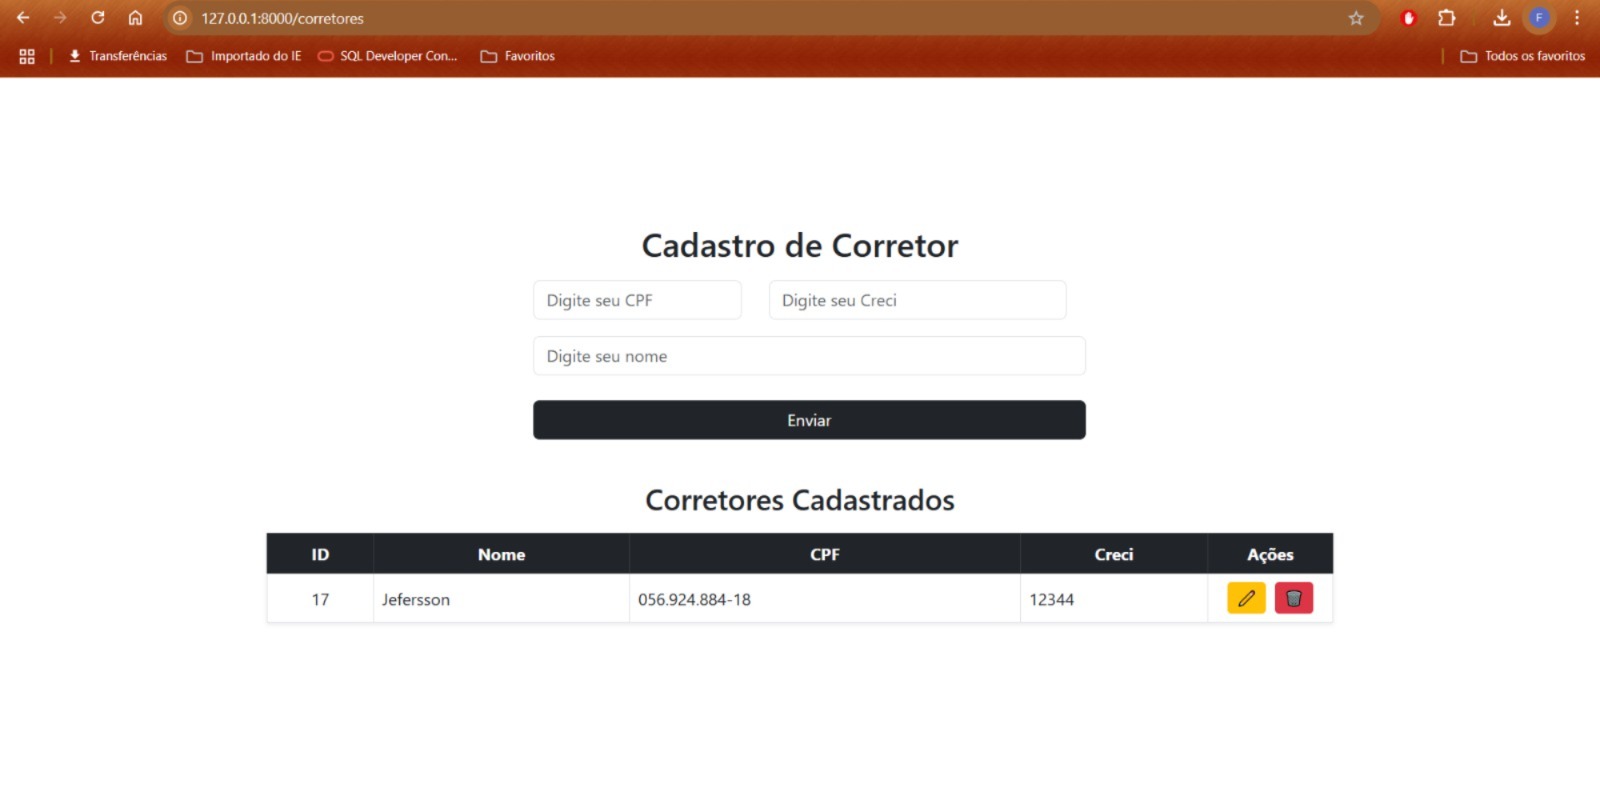 127.0.0.1:8000/corretores
F
Transferências Importado do IE SQL Developer Con... Favoritos Todos os favoritos
Cadastro de Corretor
Digite seu CPF Digite seu Creci
Digite seu nome
Enviar
Corretores Cadastrados
ID Nome CPF Creci Ações
17 Jefersson 056.924.884-18 12344